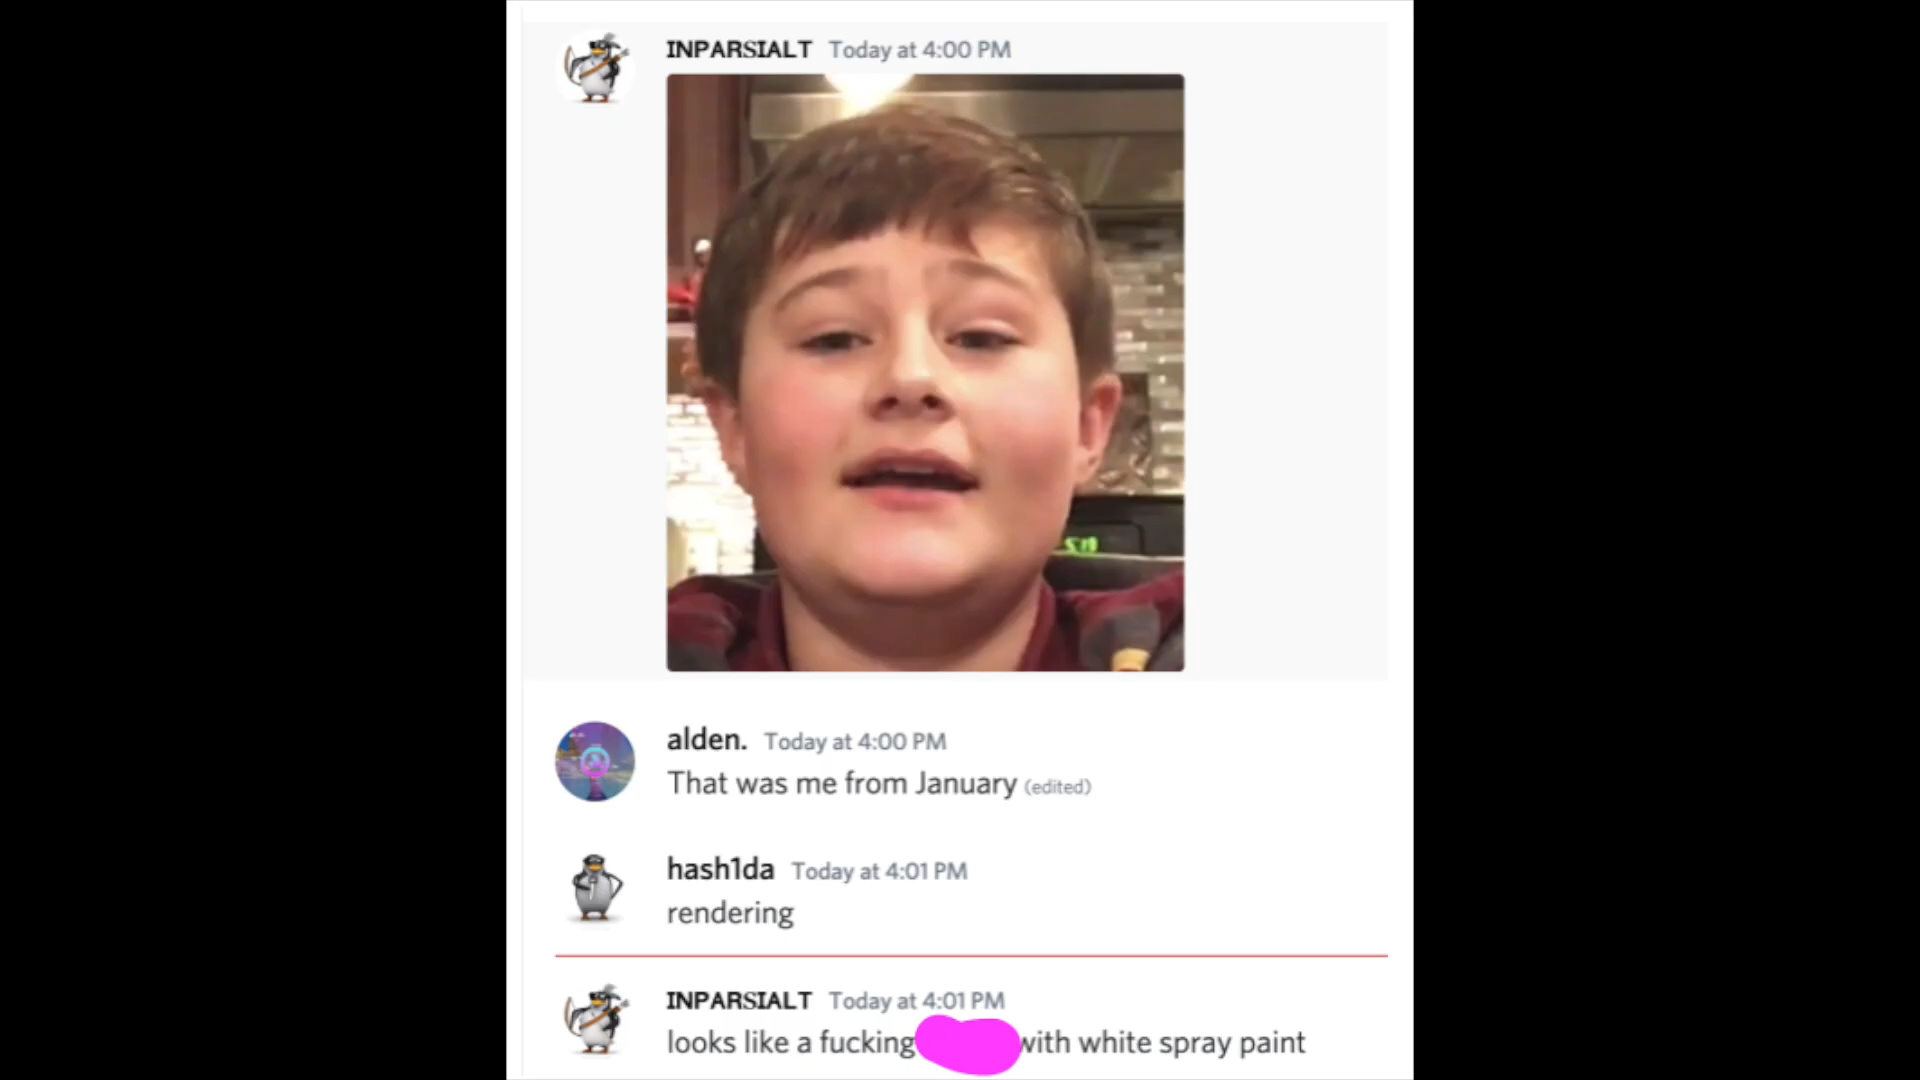 INPARSIALT Today at 4:00 PM
5:19
alden. Today at 4:00 PM
That was me from January (edited)
hash1da Today at 4:01 PM
rendering
INPARSIALT Today at 4:01 PM
looks like a fucking with white spray paint